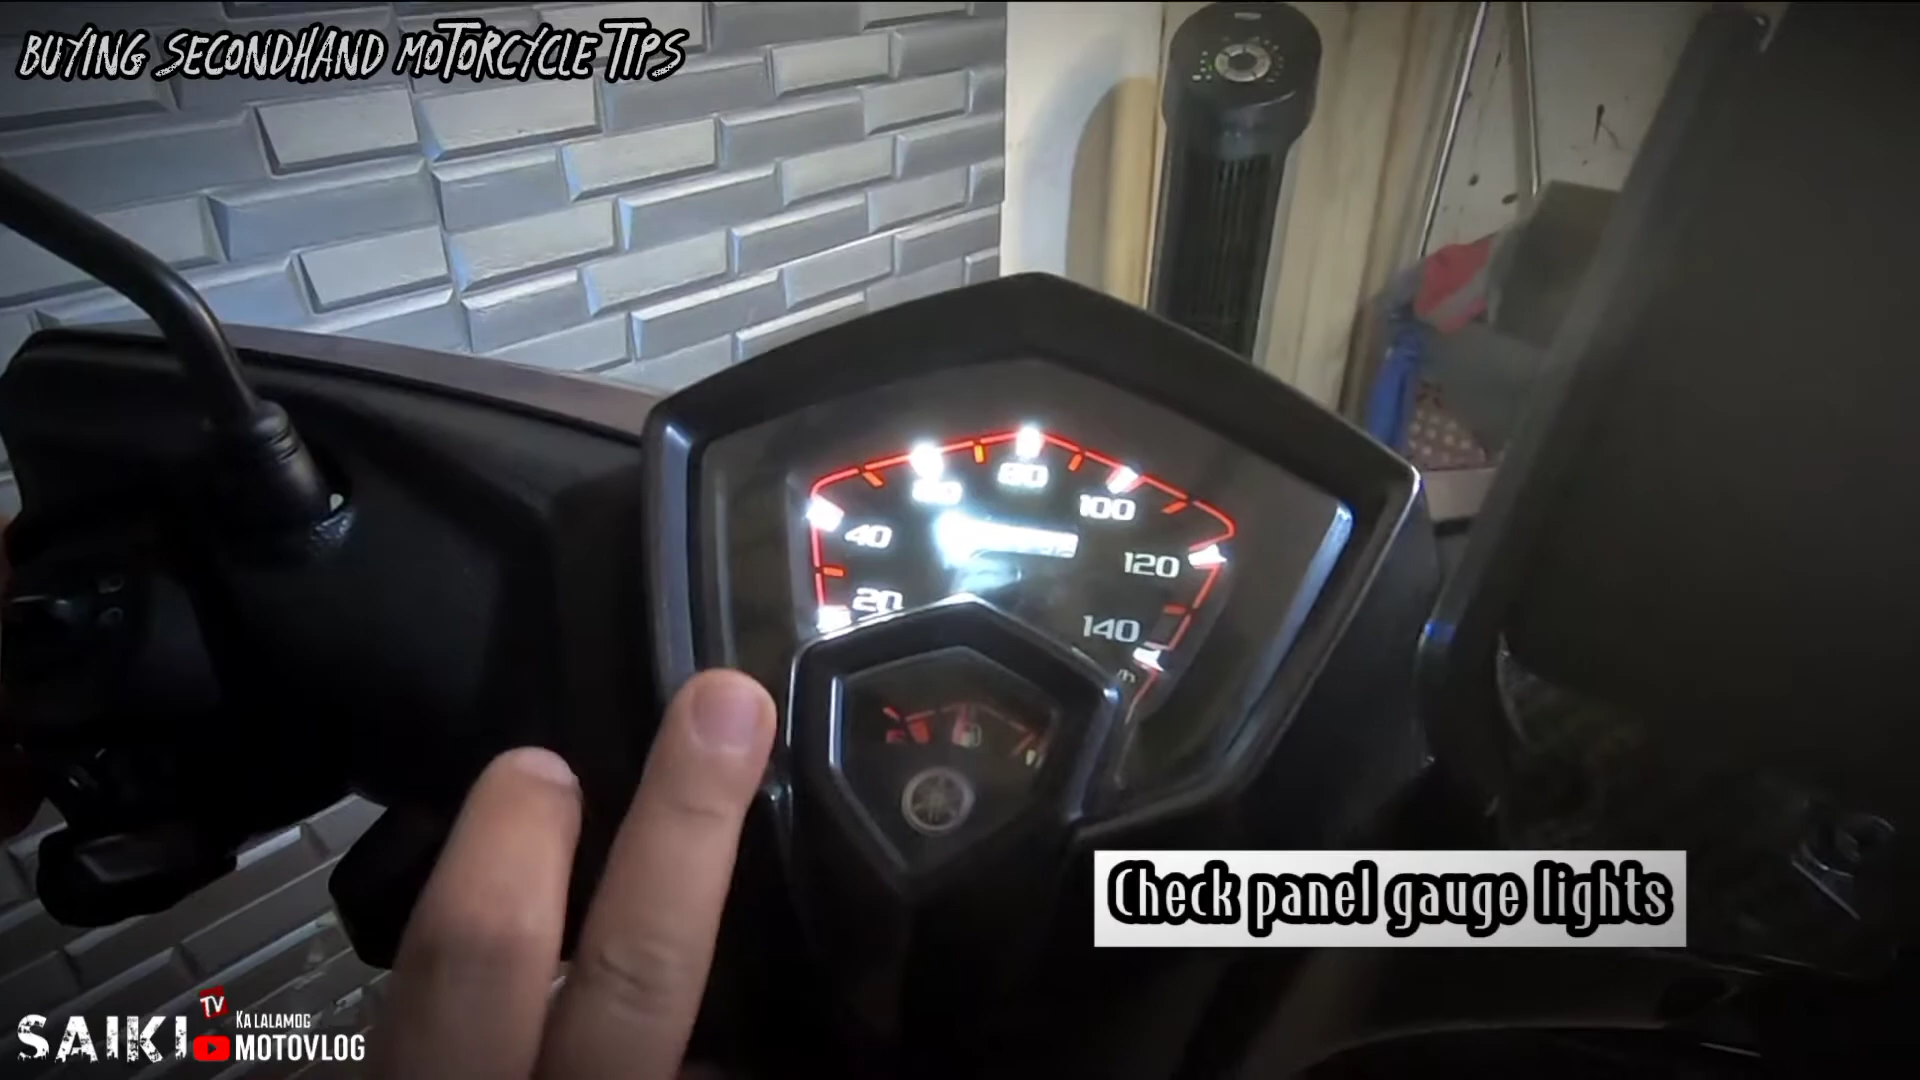 BUYING SECONDHAND MOTORCYCLE TIPS
60
80
100
40
120
20
140
E
Check panel gauge lights
SAIKI TV
KA LALAMOG
MOTOVLOG